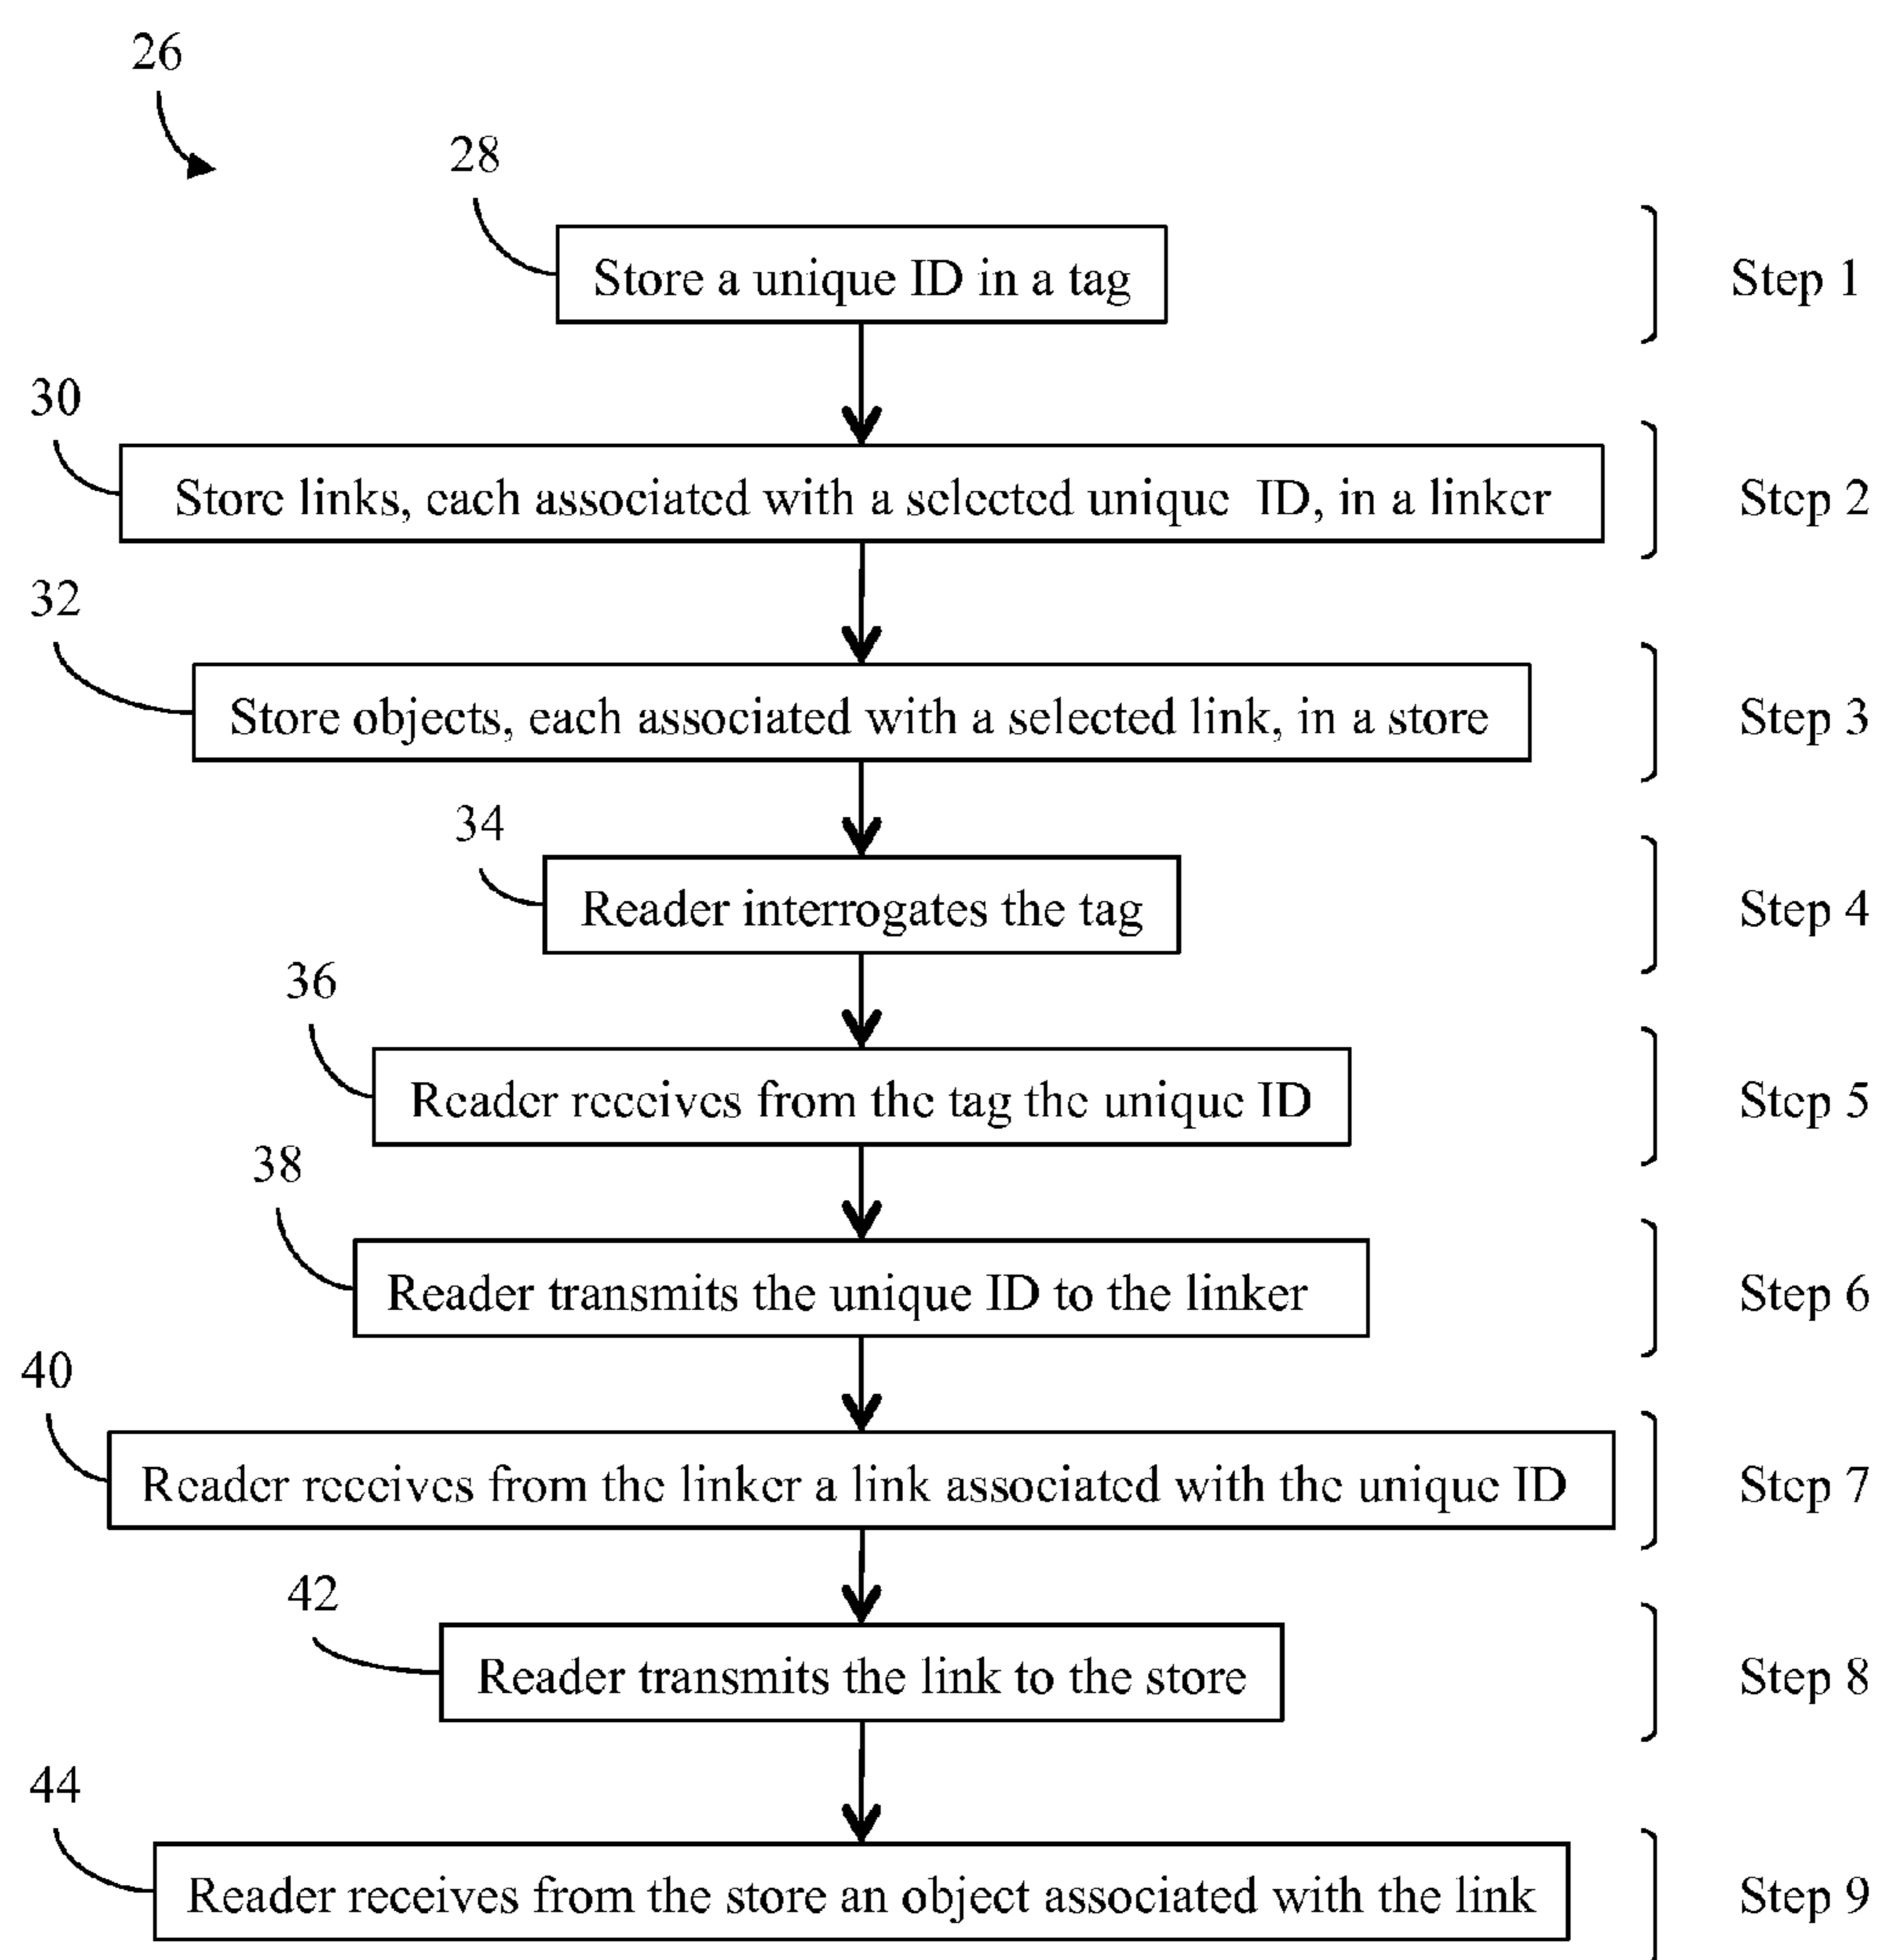 26
28
Store a unique ID in a tag
Step 1
30
Store links, each associated with a selected unique ID, in a linker
Step 2
32
Store objects, each associated with a selected link, in a store
Step 3
34
Reader interrogates the tag
Step 4
36
Reader receives from the tag the unique ID
Step 5
38
Reader transmits the unique ID to the linker
Step 6
40
Reader receives from the linker a link associated with the unique ID
Step 7
42
Reader transmits the link to the store
Step 8
44
Reader receives from the store an object associated with the link
Step 9